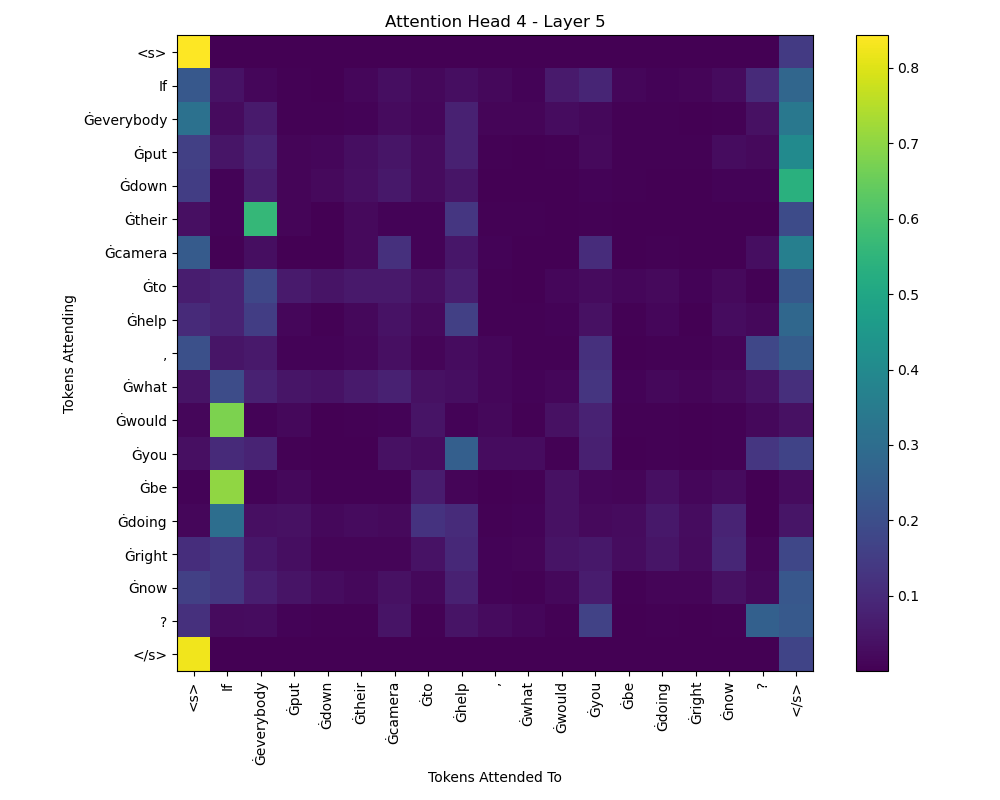 Attention Head 4 - Layer 5
Tokens Attending
<s>
If
Ġeverybody
Ġput
Ġdown
Ġtheir
Ġcamera
Ġto
Ġhelp
,
Ġwhat
Ġwould
Ġyou
Ġbe
Ġdoing
Ġright
Ġnow
?
</s>
<s>
If
Ġeverybody
Ġput
Ġdown
Ġtheir
Ġcamera
Ġto
Ġhelp
,
Ġwhat
Ġwould
Ġyou
Ġbe
Ġdoing
Ġright
Ġnow
?
</s>
Tokens Attended To
0.8
0.7
0.6
0.5
0.4
0.3
0.2
0.1